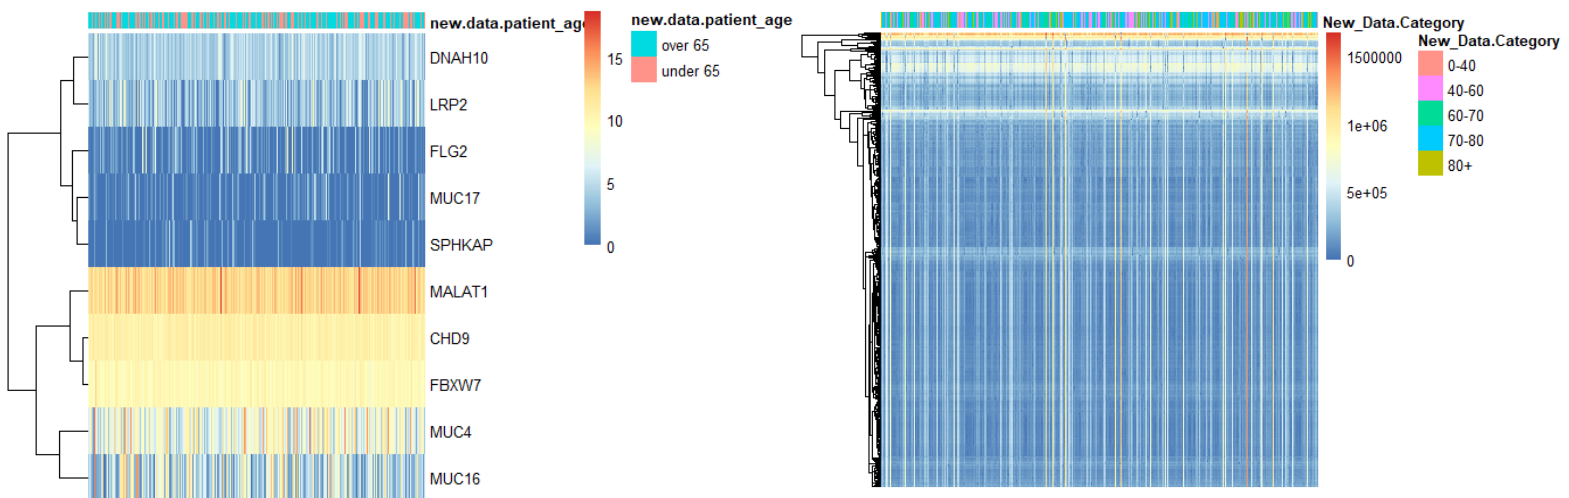 new.data.patient_age
DNAH10
LRP2
FLG2
MUC17
SPHKAP
MALAT1
CHD9
FBXW7
MUC4
MUC16
15
10
5
0
new.data.patient_age
over 65
under 65
New_Data.Category
1500000
1e+06
5e+05
0
New_Data.Category
0-40
40-60
60-70
70-80
80+